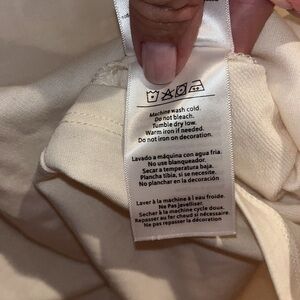 Machine wash cold.
Do not bleach.
Tumble dry low.
Warm iron if needed.
Do not iron on decoration.
Lavado a máquina con agua fria.
No use blanqueador.
Secar a temperatura baja.
Plancha tibia, si se necesita.
No planchar en la decoración
Laver à la machine à l'eau froide.
Ne Pas Javelliser.
Sécher à la machine cycle doux.
Repasser au fer chaud si nécessaire.
Ne pas repasser la décoration